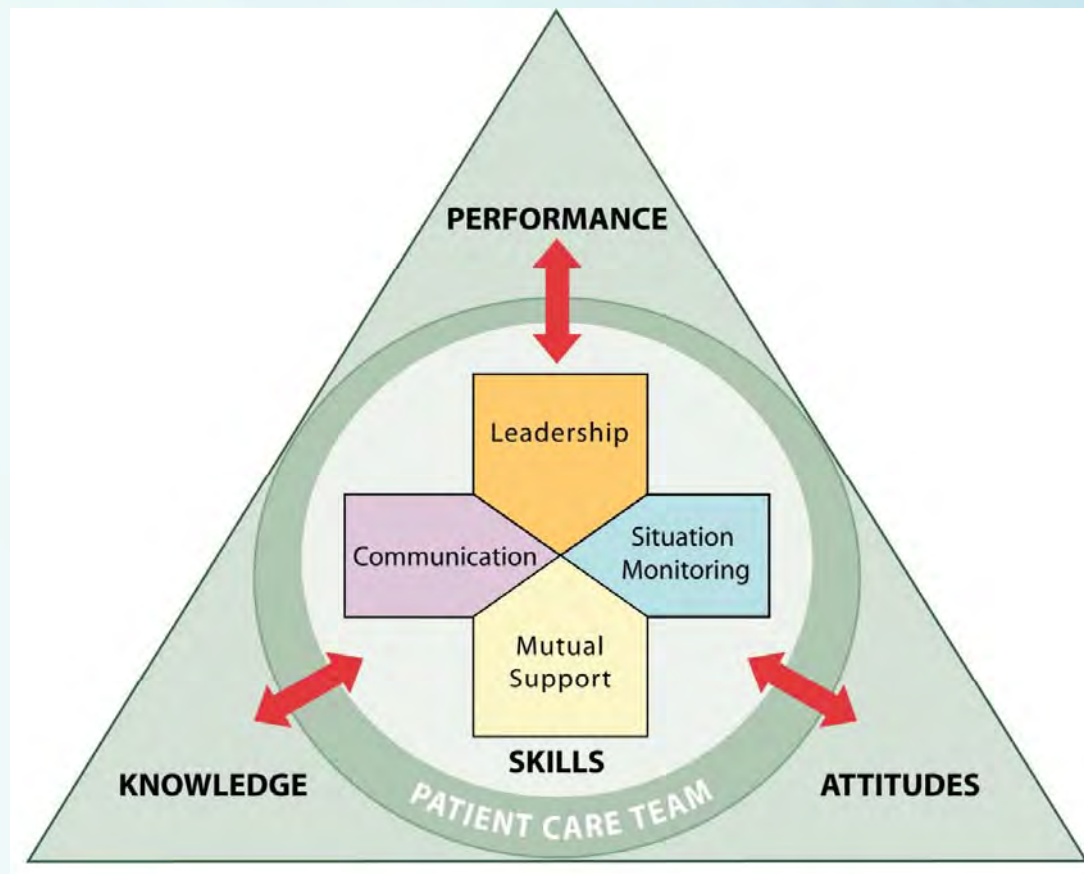 PERFORMANCE
Leadership
Communication
Situation
Monitoring
Mutual
Support
SKILLS
KNOWLEDGE
ATTITUDES
PATIENT CARE TEAM